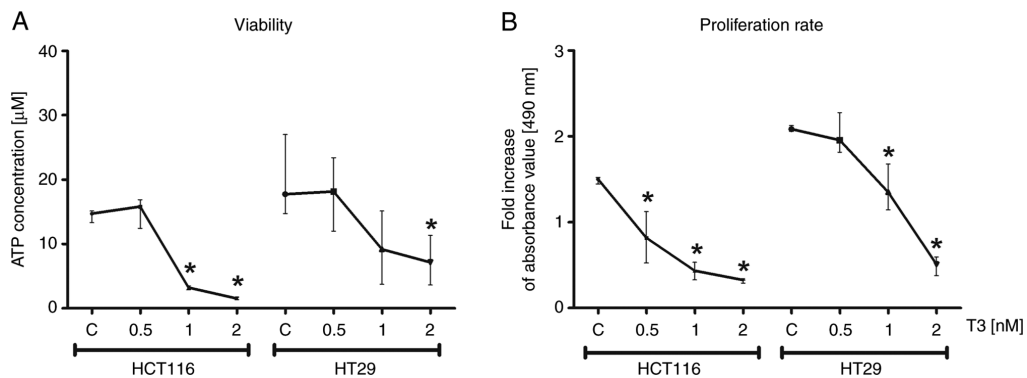 A
Viability
ATP concentration [μM]
40
30
20
10
0
* * *
C 0.5 1 2 C 0.5 1 2
HCT116 HT29
B
Proliferation rate
Fold increase
of absorbance value [490 nm]
3
2
1
0
* * * * *
C 0.5 1 2 C 0.5 1 2 T3 [nM]
HCT116 HT29